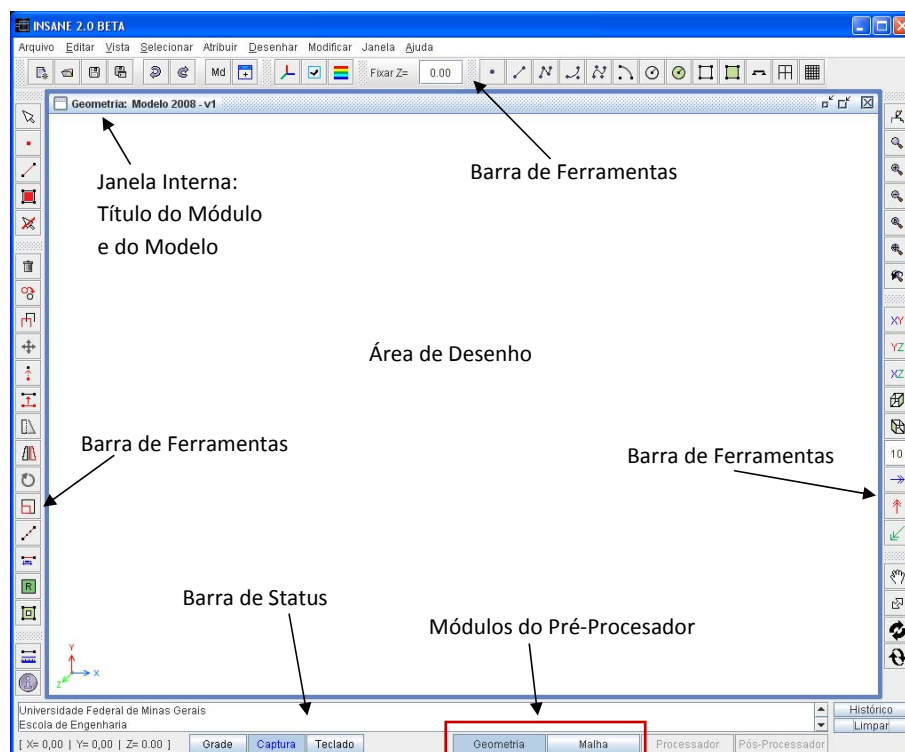 INSANE 2.0 BETA
Arquivo Editar Vista Selecionar Atribuir Desenhar Modificar Janela Ajuda
Md Fixar Z= 0.00
Geometria: Modelo 2008 - v1
Janela Interna:
Título do Módulo
e do Modelo
Barra de Ferramentas
Área de Desenho
XY
YZ
XZ
Barra de Ferramentas
Barra de Ferramentas
10
R
Barra de Status
Módulos do Pré-Procesador
Y
X
Z
Universidade Federal de Minas Gerais
Escola de Engenharia
Histórico
Limpar
[ X= 0,00 | Y= 0,00 | Z= 0.00 ] Grade Captura Teclado Geometria Malha Processador Pós-Processador